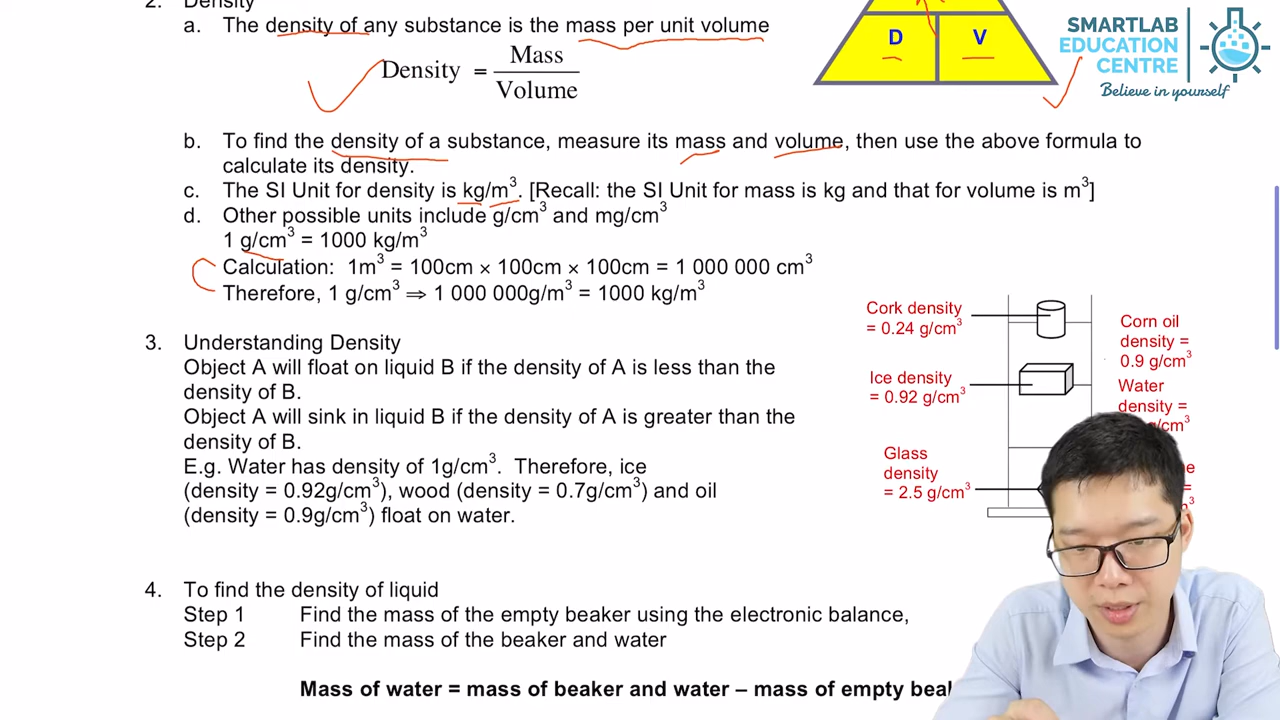 2. Density
a. The density of any substance is the mass per unit volume
Density = Mass / Volume
D V
SMARTLAB
EDUCATION
CENTRE
Believe in yourself
b. To find the density of a substance, measure its mass and volume, then use the above formula to
calculate its density.
c. The SI Unit for density is kg/m³. [Recall: the SI Unit for mass is kg and that for volume is m³]
d. Other possible units include g/cm³ and mg/cm³
1 g/cm³ = 1000 kg/m³
Calculation: 1m³ = 100cm × 100cm × 100cm = 1 000 000 cm³
Therefore, 1 g/cm³ ⇒ 1 000 000g/m³ = 1000 kg/m³
3. Understanding Density
Object A will float on liquid B if the density of A is less than the
density of B.
Object A will sink in liquid B if the density of A is greater than the
density of B.
E.g. Water has density of 1g/cm³. Therefore, ice
(density = 0.92g/cm³), wood (density = 0.7g/cm³) and oil
(density = 0.9g/cm³) float on water.
Cork density
= 0.24 g/cm³
Ice density
= 0.92 g/cm³
Glass
density
= 2.5 g/cm³
Corn oil
density =
0.9 g/cm³
Water
density =
g/cm³
4. To find the density of liquid
Step 1 Find the mass of the empty beaker using the electronic balance,
Step 2 Find the mass of the beaker and water
Mass of water = mass of beaker and water – mass of empty